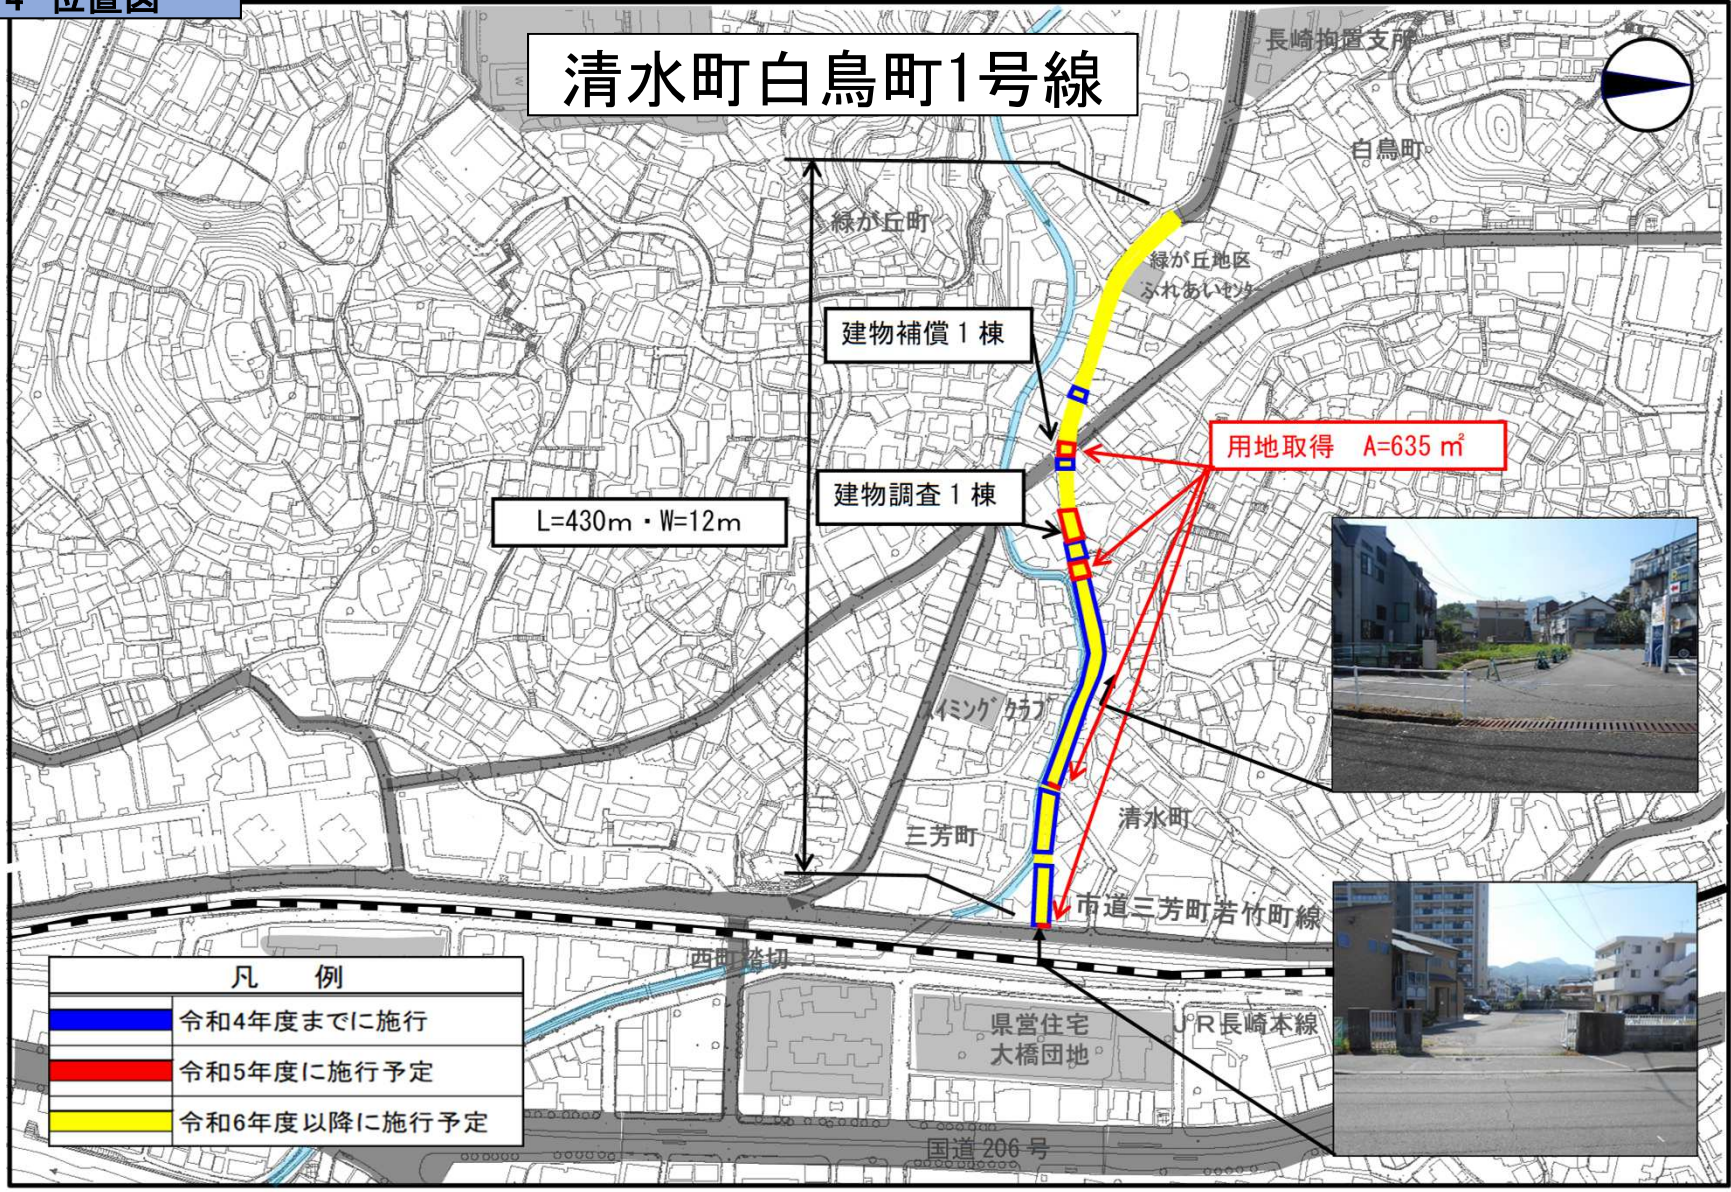 4 位置図
清水町白鳥町1号線
長崎拘置支所
白鳥町
緑が丘町
緑が丘地区
ふれあいｾﾝﾀｰ
建物補償1棟
用地取得 A=635㎡
建物調査1棟
L=430m・W=12m
スイミングクラブ
清水町
三芳町
市道三芳町若竹町線
西町踏切
県営住宅
大橋団地
JR長崎本線
国道206号
凡 例
令和4年度までに施行
令和5年度に施行予定
令和6年度以降に施行予定